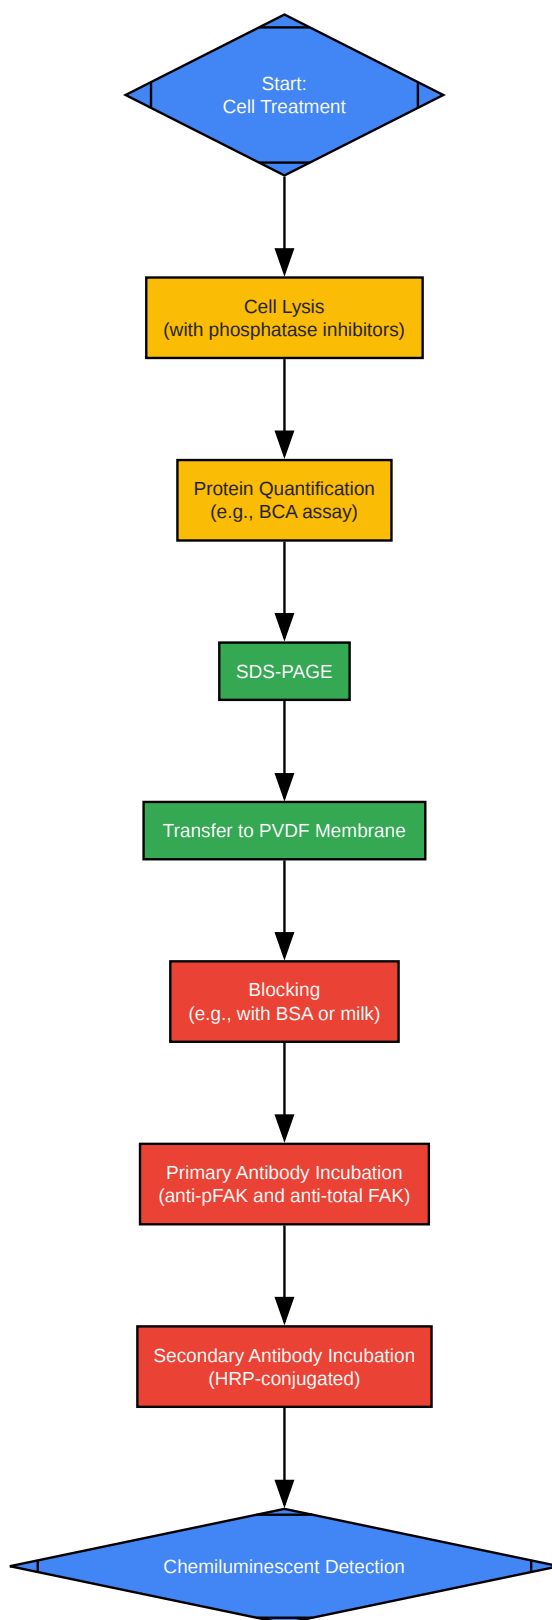 Start:
Cell Treatment
Cell Lysis
(with phosphatase inhibitors)
Protein Quantification
(e.g., BCA assay)
SDS-PAGE
Transfer to PVDF Membrane
Blocking
(e.g., with BSA or milk)
Primary Antibody Incubation
(anti-pFAK and anti-total FAK)
Secondary Antibody Incubation
(HRP-conjugated)
Chemiluminescent Detection